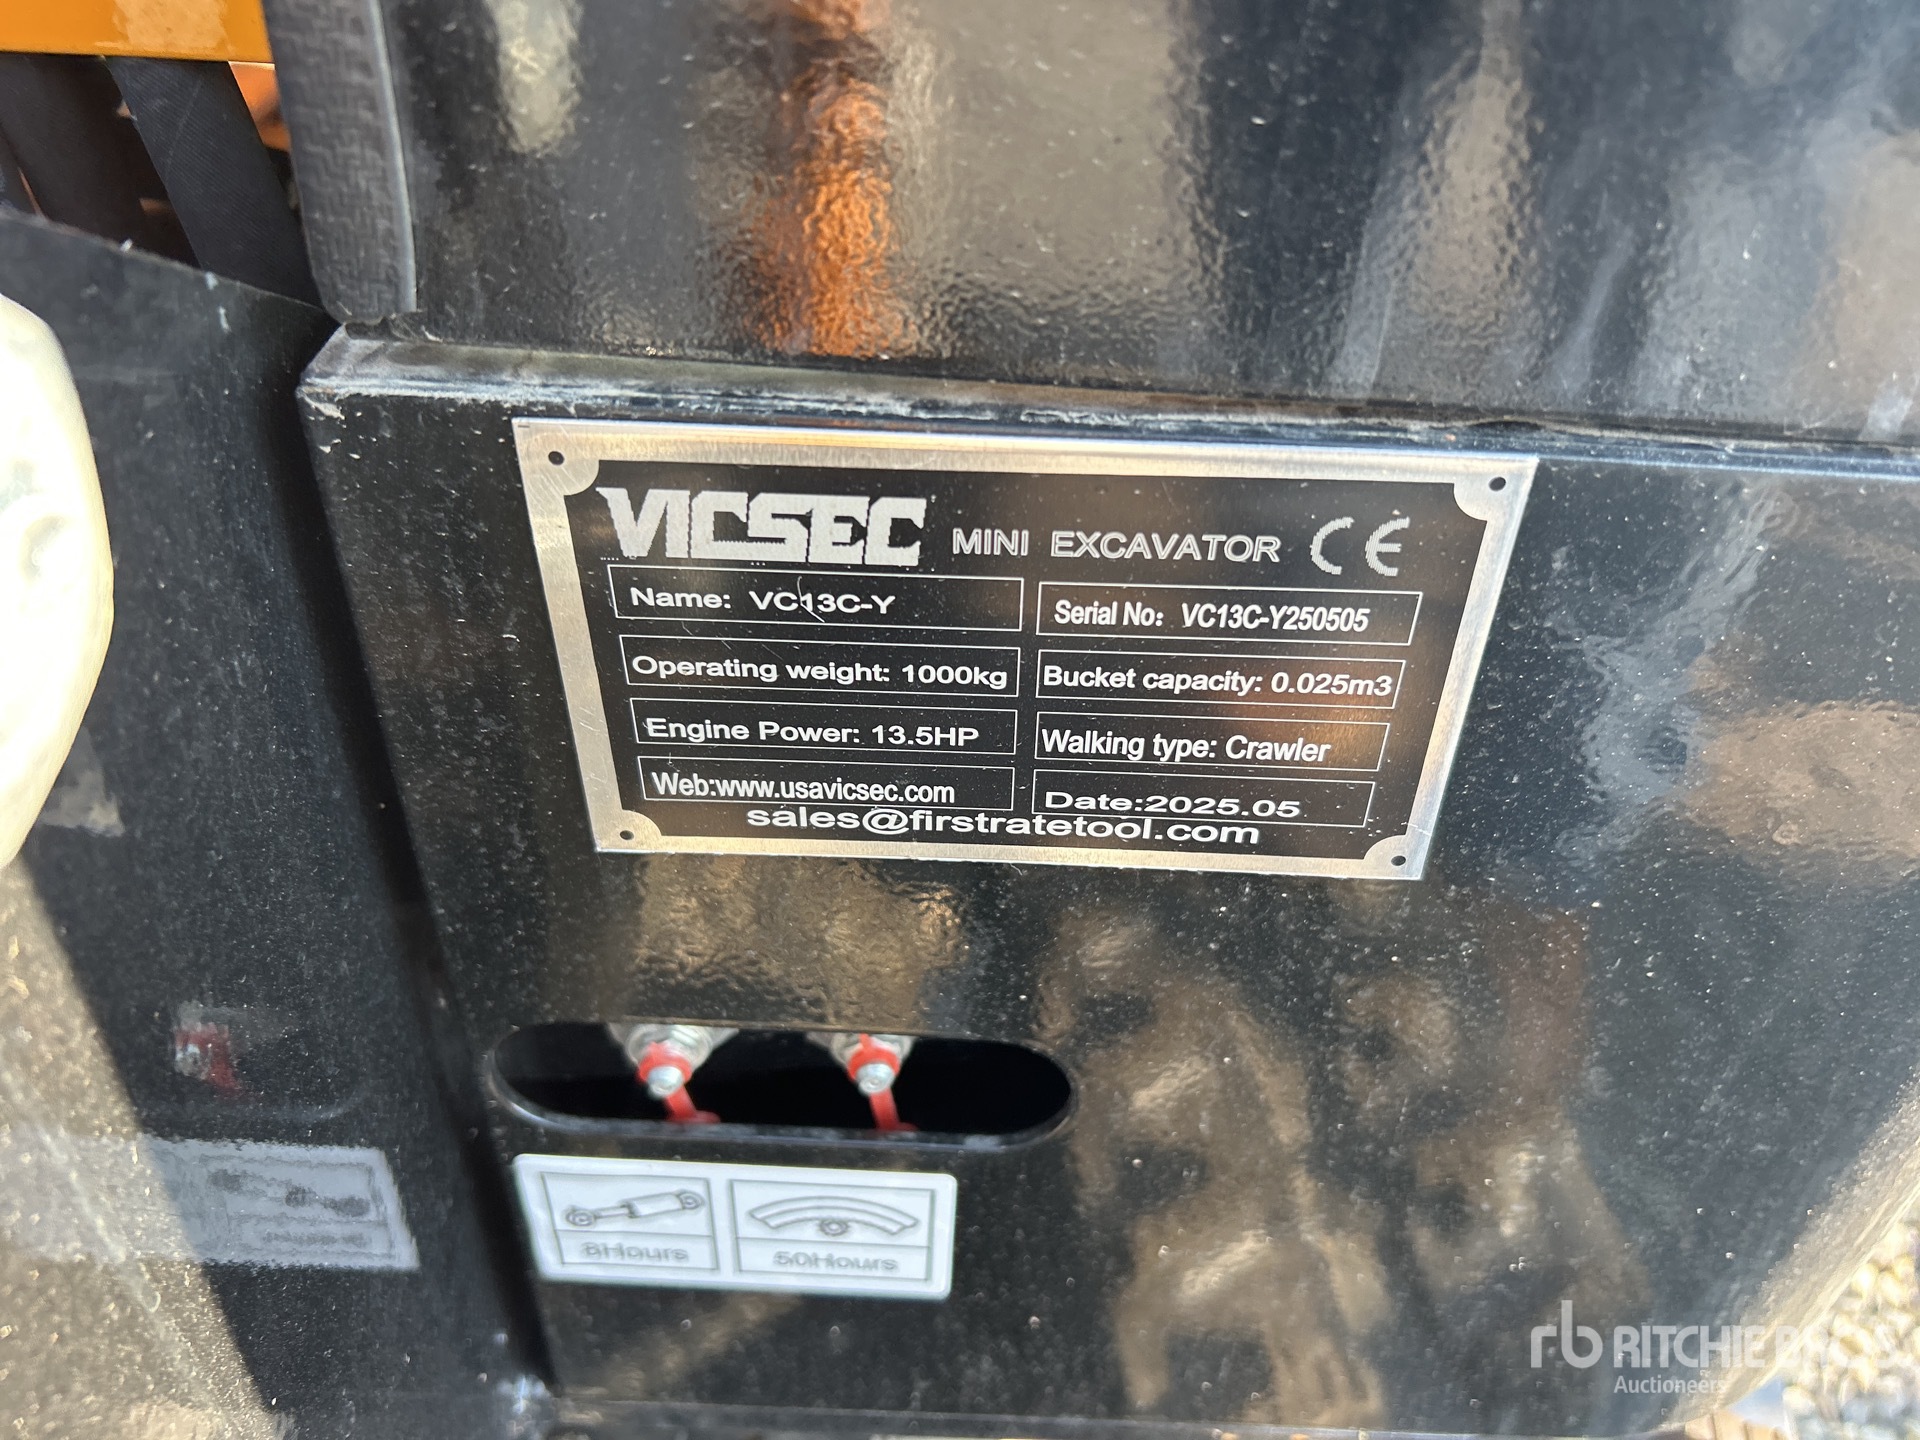 VICSEC MINI EXCAVATOR CE
Name: VC13C-Y
Serial No: VC13C-Y250505
Operating weight: 1000kg
Bucket capacity: 0.025m3
Engine Power: 13.5HP
Walking type: Crawler
Web:www.usavicsec.com
Date:2025.05
sales@firstratetool.com
8Hours
50Hours
rb RITCHIE BROS
Auctioneers